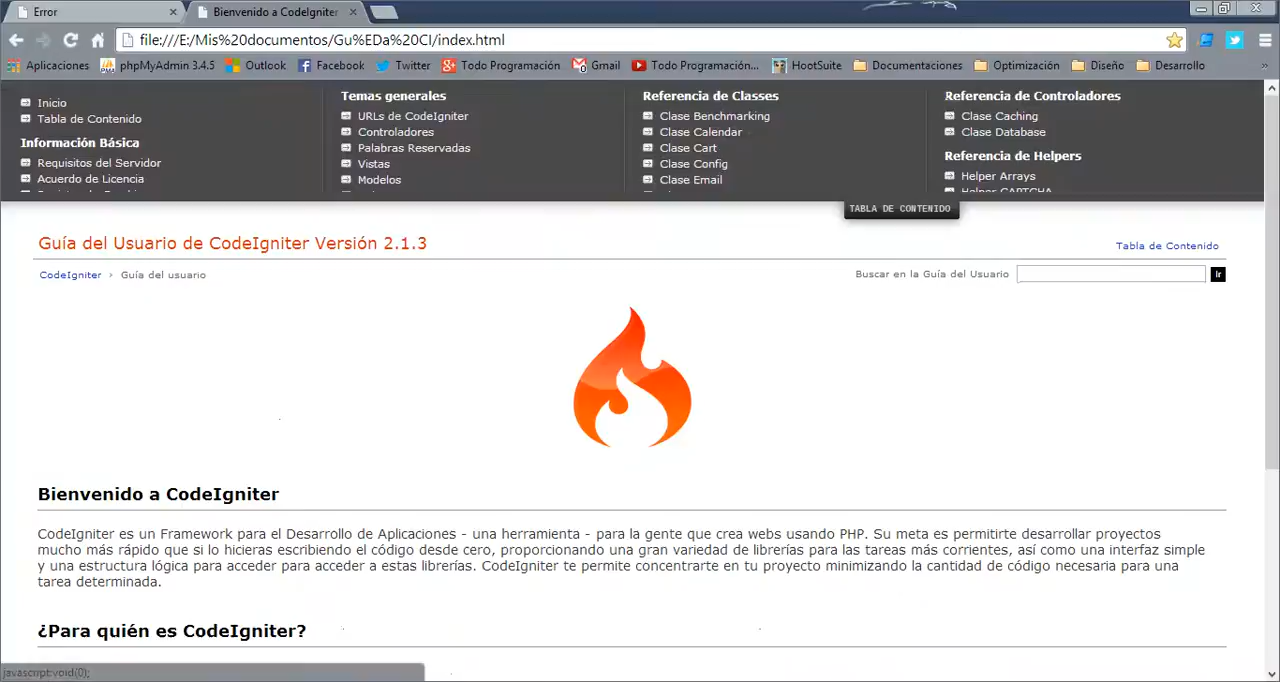 Error
Bienvenido a CodeIgniter
file:///E:/Mis%20documentos/Gu%EDa%20CI/index.html
Aplicaciones phpMyAdmin 3.4.5 Outlook Facebook Twitter Todo Programación Gmail Todo Programación... HootSuite Documentaciones Optimización Diseño Desarrollo »
Inicio
Tabla de Contenido
Información Básica
Requisitos del Servidor
Acuerdo de Licencia
Temas generales
URLs de CodeIgniter
Controladores
Palabras Reservadas
Vistas
Modelos
Referencia de Classes
Clase Benchmarking
Clase Calendar
Clase Cart
Clase Config
Clase Email
Referencia de Controladores
Clase Caching
Clase Database
Referencia de Helpers
Helper Arrays
Helper CAPTCHA
TABLA DE CONTENIDO
Guía del Usuario de CodeIgniter Versión 2.1.3
Tabla de Contenido
CodeIgniter › Guía del usuario
Buscar en la Guía del Usuario
Ir
Bienvenido a CodeIgniter
CodeIgniter es un Framework para el Desarrollo de Aplicaciones - una herramienta - para la gente que crea webs usando PHP. Su meta es permitirte desarrollar proyectos
mucho más rápido que si lo hicieras escribiendo el código desde cero, proporcionando una gran variedad de librerías para las tareas más corrientes, así como una interfaz simple
y una estructura lógica para acceder para acceder a estas librerías. CodeIgniter te permite concentrarte en tu proyecto minimizando la cantidad de código necesaria para una
tarea determinada.
¿Para quién es CodeIgniter?
javascript:void(0);